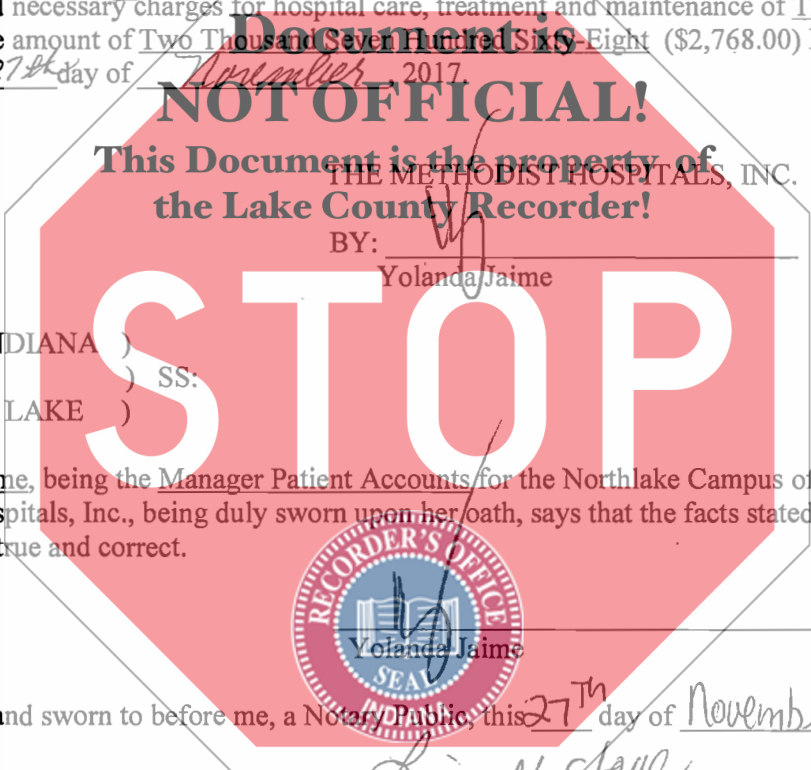 necessary charges for hospital care, treatment and maintenance of
amount of Two Thousand Seven Hundred Sixty-Eight ($2,768.00)
7th day of November, 2017.
Document is
NOT OFFICIAL!
This Document is the property of
the Lake County Recorder!
THE METHODIST HOSPITALS, INC.
BY:
Yolanda Jaime
STOP
DIANA )
) SS:
LAKE )
ne, being the Manager Patient Accounts for the Northlake Campus of
spitals, Inc., being duly sworn upon her oath, says that the facts stated
true and correct.
RECORDER'S OFFICE
SEAL
Yolanda Jaime
nd sworn to before me, a Notary Public, this 27th day of Novemb